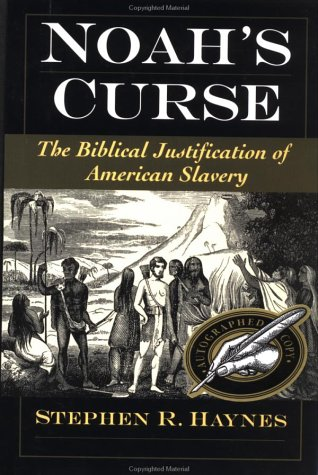 NOAH'S
CURSE
The Biblical Justification of
American Slavery
AUTOGRAPHED COPY
STEPHEN R. HAYNES